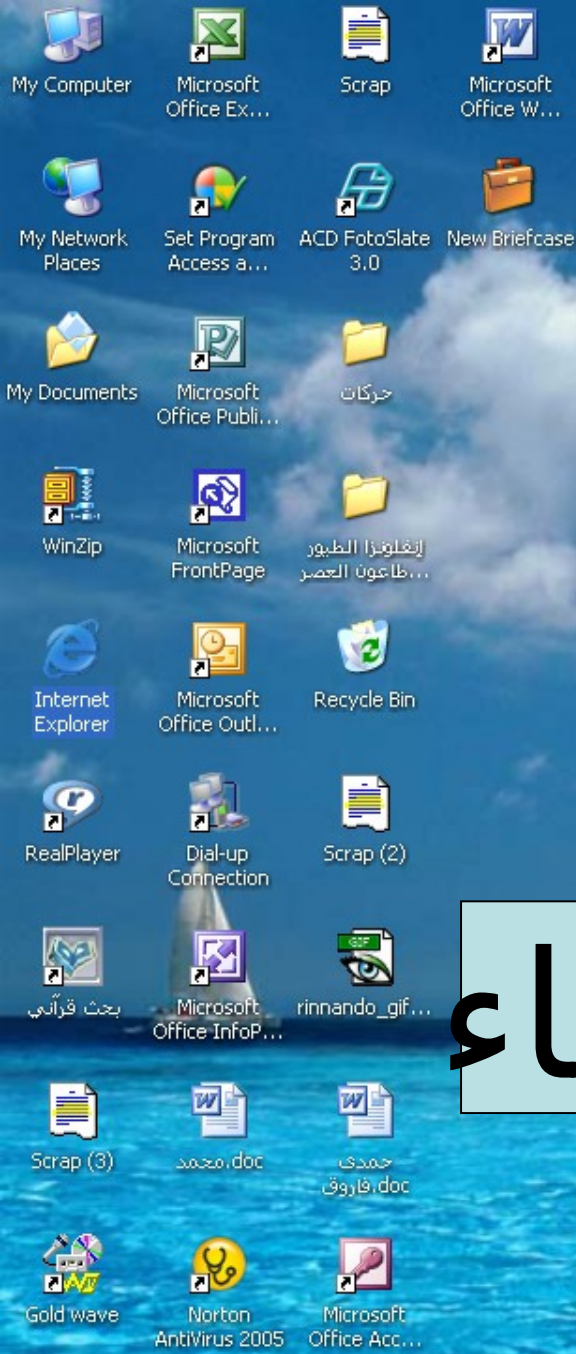 My Computer
Microsoft
Office Ex...
Scrap
Microsoft
Office W...
My Network
Places
Set Program
Access a...
ACD FotoSlate
3.0
New Briefcase
My Documents
Microsoft
Office Publi...
حركات
WinZip
Microsoft
FrontPage
إنفلونزا الطيور
طاعون العصر...
Internet
Explorer
Microsoft
Office Outl...
Recycle Bin
RealPlayer
Dial-up
Connection
Scrap (2)
بحث قرآني
Microsoft
Office InfoP...
GIF
rinnando_gif...
اء
Scrap (3)
محمد.doc
حمدى
فاروق.doc
Gold wave
Norton
AntiVirus 2005
Microsoft
Office Acc...